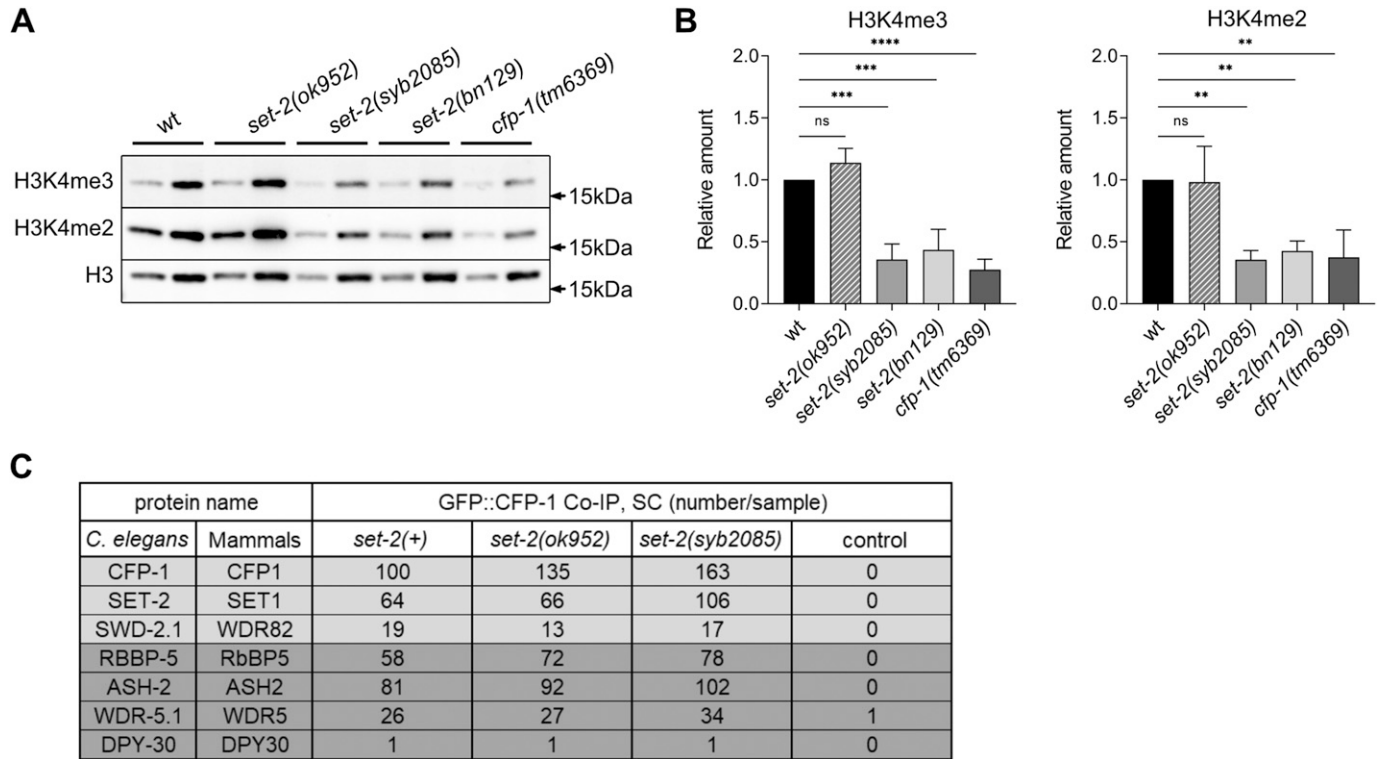 A
wt
set-2(ok952)
set-2(syb2085)
set-2(bn129)
cfp-1(tm6369)
H3K4me3
15kDa
H3K4me2
15kDa
H3
15kDa
B
H3K4me3
Relative amount
2.0
1.5
1.0
0.5
0.0
****
***
***
ns
wt
set-2(ok952)
set-2(syb2085)
set-2(bn129)
cfp-1(tm6369)
H3K4me2
Relative amount
2.0
1.5
1.0
0.5
0.0
**
**
**
ns
wt
set-2(ok952)
set-2(syb2085)
set-2(bn129)
cfp-1(tm6369)
C
protein name GFP::CFP-1 Co-IP, SC (number/sample)
C. elegans Mammals set-2(+) set-2(ok952) set-2(syb2085) control
CFP-1 CFP1 100 135 163 0
SET-2 SET1 64 66 106 0
SWD-2.1 WDR82 19 13 17 0
RBBP-5 RbBP5 58 72 78 0
ASH-2 ASH2 81 92 102 0
WDR-5.1 WDR5 26 27 34 1
DPY-30 DPY30 1 1 1 0